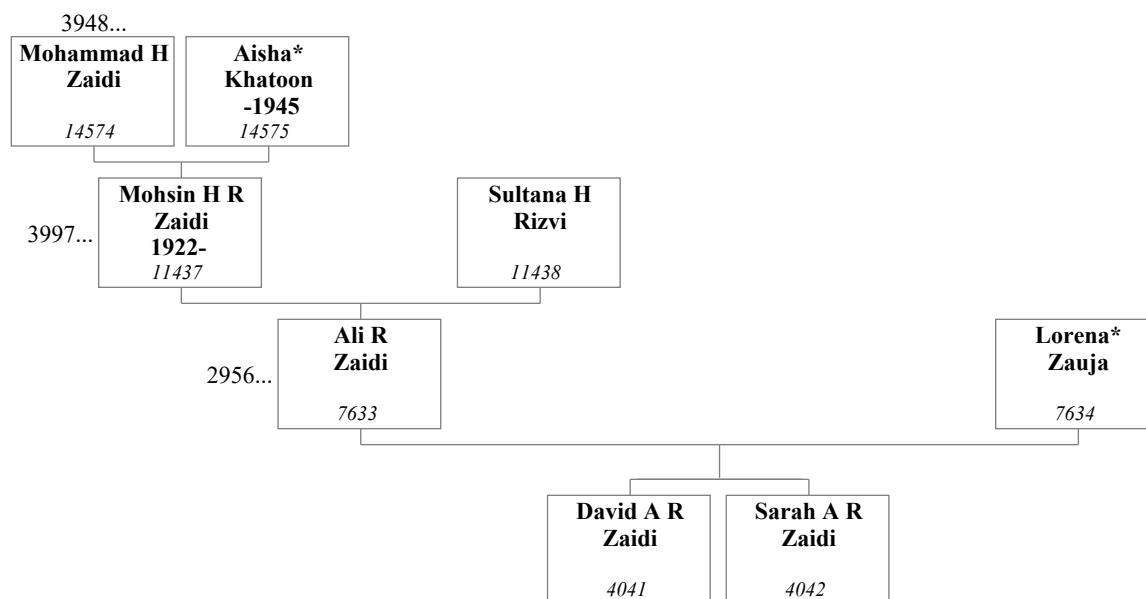 3948...
Mohammad H
Zaidi
14574
Aisha*
Khatoon
-1945
14575
3997...
Mohsin H R
Zaidi
1922-
11437
Sultana H
Rizvi
11438
2956...
Ali R
Zaidi
7633
Lorena*
Zauja
7634
David A R
Zaidi
4041
Sarah A R
Zaidi
4042